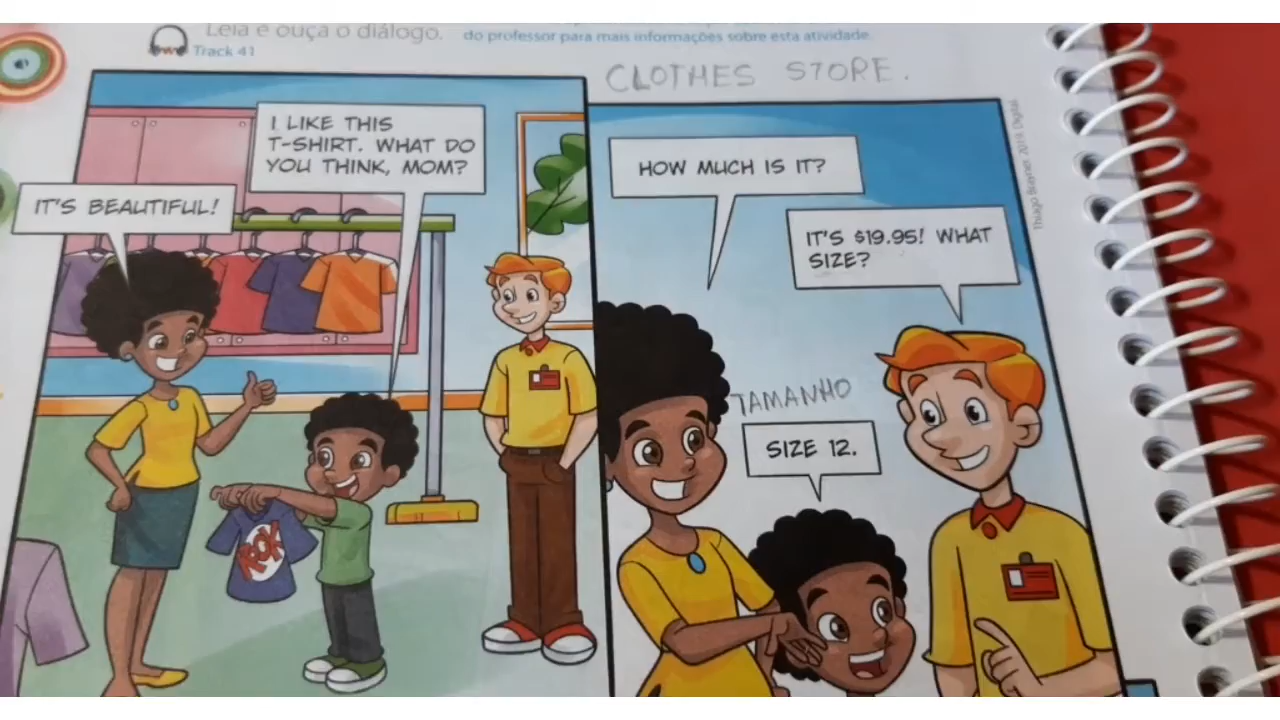 Leia e ouça o diálogo.
do professor para mais informações sobre esta atividade.
Track 41
CLOTHES STORE.
I LIKE THIS
T-SHIRT. WHAT DO
YOU THINK, MOM?
IT'S BEAUTIFUL!
HOW MUCH IS IT?
IT'S $19.95! WHAT
SIZE?
TAMANHO
SIZE 12.